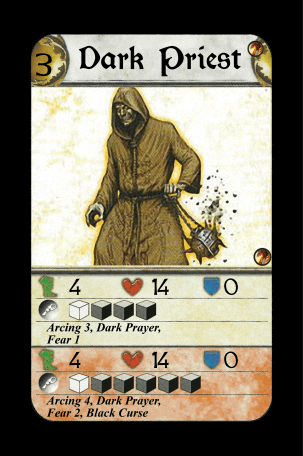 3 Dark Priest
4 14 0
Arcing 3, Dark Prayer,
Fear 1
4 14 0
Arcing 4, Dark Prayer,
Fear 2, Black Curse